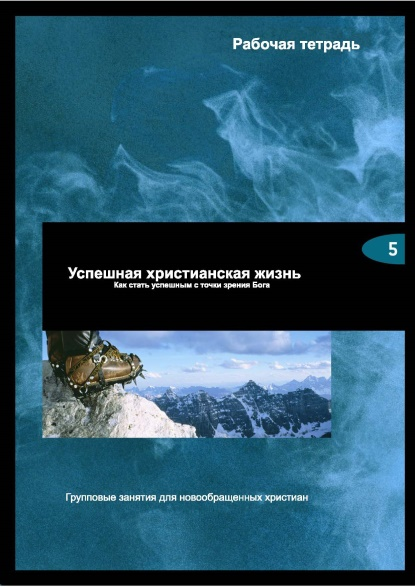 Рабочая тетрадь
5
Успешная христианская жизнь
Как стать успешным с точки зрения Бога
Групповые занятия для новообращенных христиан